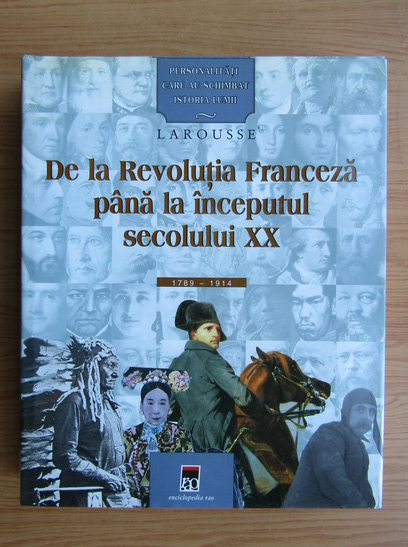 PERSONALITĂȚI
CARE AU SCHIMBAT
ISTORIA LUMII
LAROUSSE
De la Revoluția Franceză
până la începutul
secolului XX
1789 – 1914
rao
enciclopedia rao